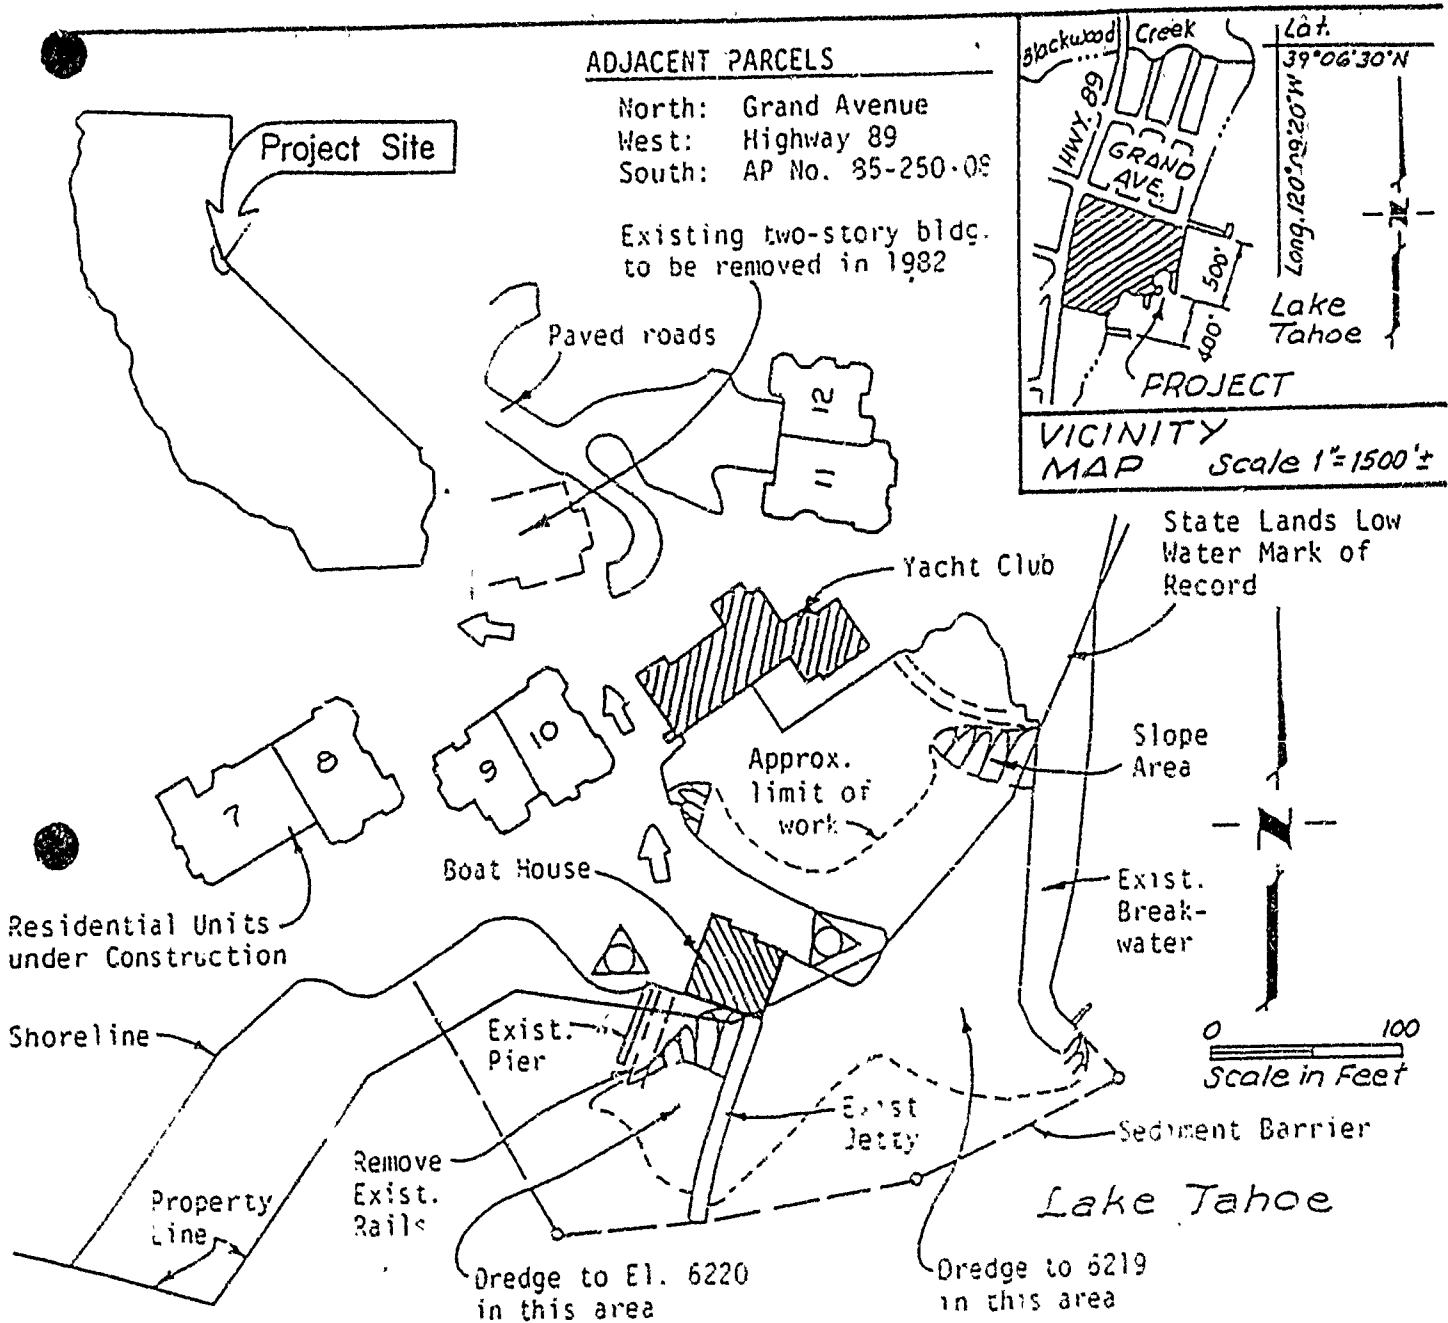 ADJACENT PARCELS
North: Grand Avenue
West: Highway 89
South: AP No. 85-250-08
Existing two-story bldg.
to be removed in 1982
Project Site
Paved roads
Blackwood Creek
HWY. 89
GRAND
AVE.
Lat.
39°06'30"N
Long. 120°09'20"W
500'
400'
Lake
Tahoe
PROJECT
VICINITY
MAP Scale 1"=1500'±
N
12
11
Yacht Club
State Lands Low
Water Mark of
Record
10
9
8
7
Approx.
limit of
work
Slope
Area
N
Boat House
Exist.
Break-
water
Residential Units
under Construction
Shoreline
Exist.
Pier
0 100
Scale in Feet
Exist
Jetty
Sediment Barrier
Remove
Exist.
Rails
Property
Line
Lake Tahoe
Dredge to El. 6220
in this area
Dredge to 6219
in this area